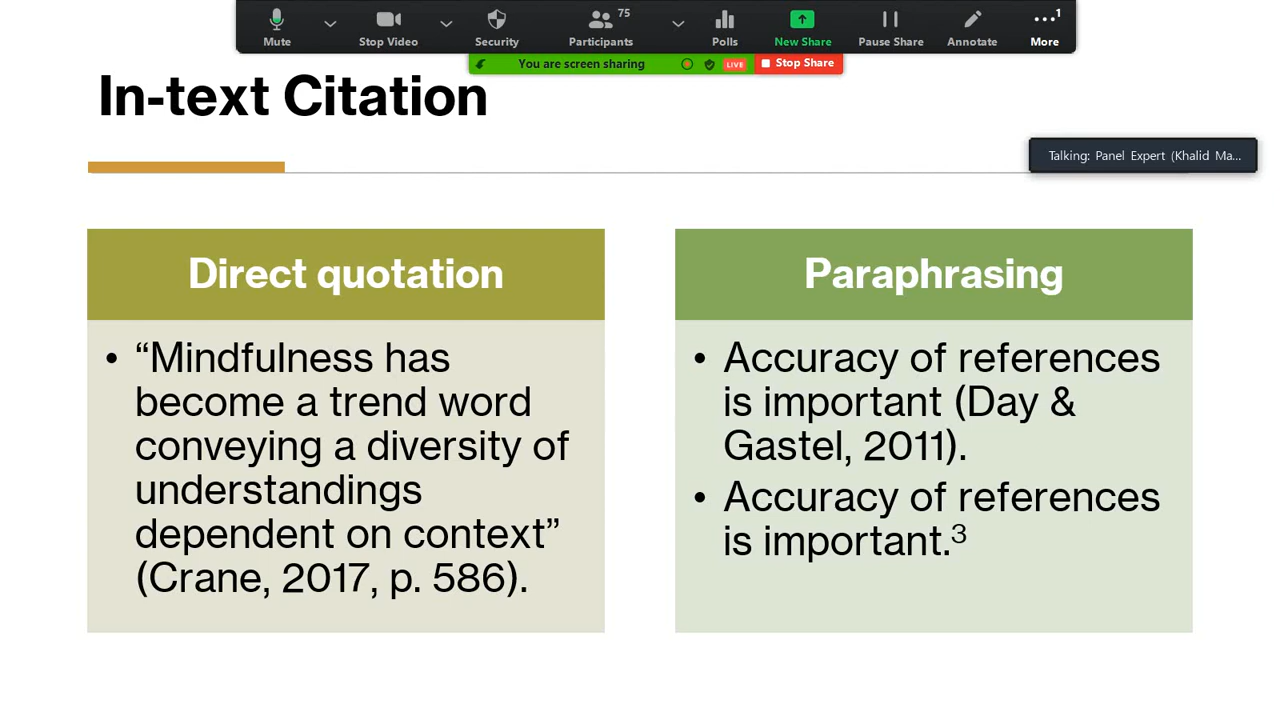 75
1
Mute
Stop Video
Security
Participants
Polls
New Share
Pause Share
Annotate
More
You are screen sharing
LIVE
Stop Share
In-text Citation
Talking: Panel Expert (Khalid Ma...
Direct quotation
• “Mindfulness has
become a trend word
conveying a diversity of
understandings
dependent on context”
(Crane, 2017, p. 586).
Paraphrasing
• Accuracy of references
is important (Day &
Gastel, 2011).
• Accuracy of references
is important.³